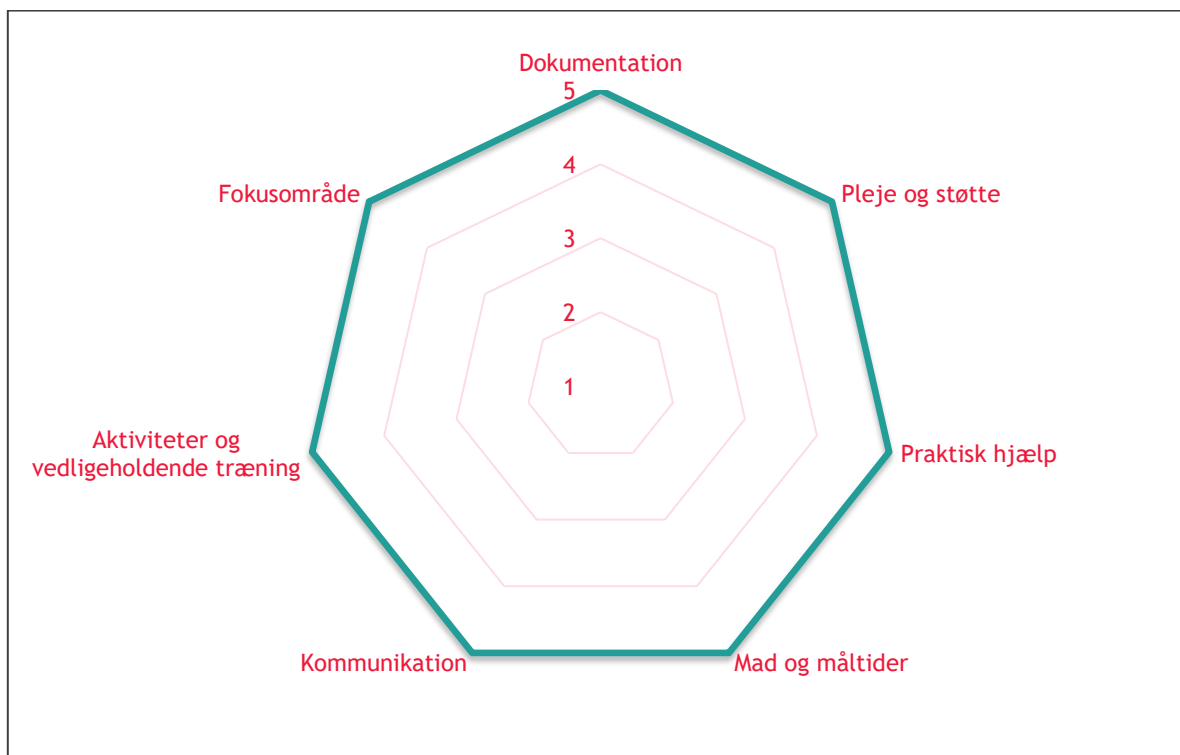 Dokumentation
5
4
3
2
1
Pleje og støtte
Praktisk hjælp
Mad og måltider
Kommunikation
Aktiviteter og
vedligeholdende træning
Fokusområde